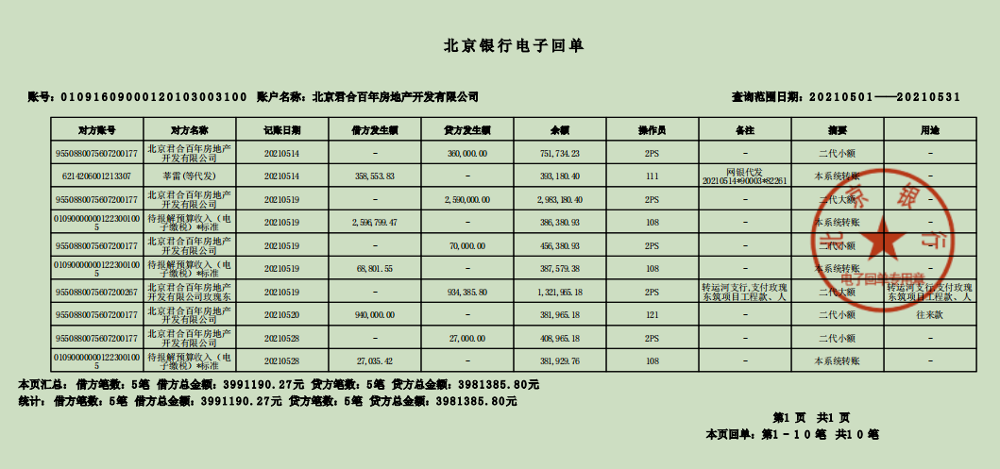 北京银行电子回单
账号：01091609000120103003100 账户名称：北京君合百年房地产开发有限公司 查询范围日期：20210501——20210531
对方账号 对方名称 记账日期 借方发生额 贷方发生额 余额 操作员 备注 摘要 用途
9550880075607200177 北京君合百年房地产开发有限公司 20210514 - 360,000.00 751,734.23 2PS - 二代小额 -
6214206001213307 莘雷(等代发) 20210514 358,553.83 - 393,180.40 111 网银代发20210514*90003*82261 本系统转账 -
9550880075607200177 北京君合百年房地产开发有限公司 20210519 - 2,590,000.00 2,983,180.40 2PS - 二代大额 -
010900000001223001005 待报解预算收入（电子缴税）*标准 20210519 2,596,799.47 - 386,380.93 108 - 本系统转账 -
9550880075607200177 北京君合百年房地产开发有限公司 20210519 - 70,000.00 456,380.93 2PS - 二代小额 -
010900000001223001005 待报解预算收入（电子缴税）*标准 20210519 68,801.55 - 387,579.38 108 - 本系统转账 -
9550880075607200267 北京君合百年房地产开发有限公司玫瑰东 20210519 - 934,385.80 1,321,965.18 2PS 转运河支行,支付玫瑰东筑项目工程款、人 二代大额 转运河支行,支付玫瑰东筑项目工程款、人
9550880075607200177 北京君合百年房地产开发有限公司 20210520 940,000.00 - 381,965.18 121 - 二代小额 往来款
9550880075607200177 北京君合百年房地产开发有限公司 20210528 - 27,000.00 408,965.18 2PS - 二代小额 -
010900000001223001005 待报解预算收入（电子缴税）*标准 20210528 27,035.42 - 381,929.76 108 - 本系统转账 -
北京银行
电子回单专用章
本页汇总： 借方笔数：5笔 借方总金额：3991190.27元 贷方笔数：5笔 贷方总金额：3981385.80元
统计： 借方笔数：5笔 借方总金额：3991190.27元 贷方笔数：5笔 贷方总金额：3981385.80元
第1 页 共1 页
本页回单：第1-10笔 共10笔